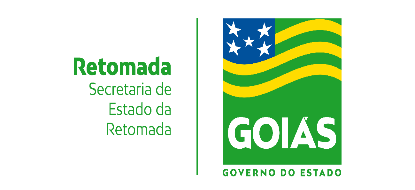 Retomada
Secretaria de
Estado da
Retomada
GOIÁS
GOVERNO DO ESTADO